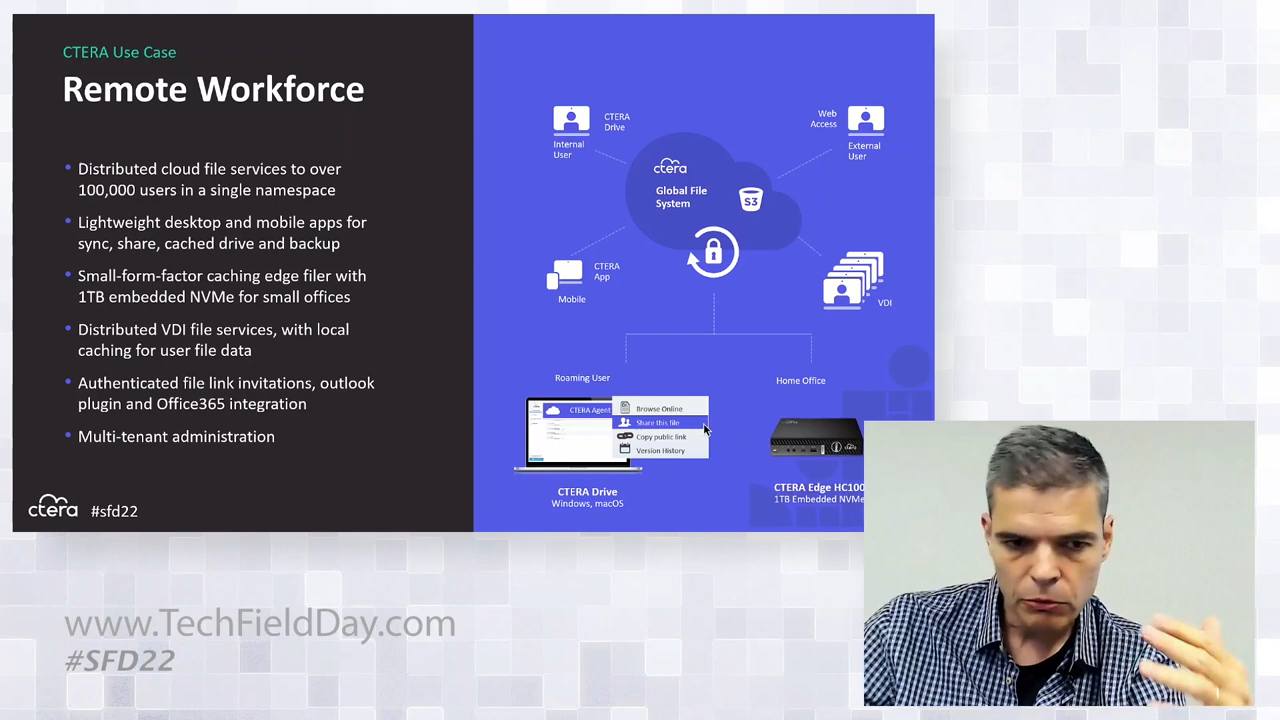 CTERA Use Case
Remote Workforce
• Distributed cloud file services to over
100,000 users in a single namespace
• Lightweight desktop and mobile apps for
sync, share, cached drive and backup
• Small-form-factor caching edge filer with
1TB embedded NVMe for small offices
• Distributed VDI file services, with local
caching for user file data
• Authenticated file link invitations, outlook
plugin and Office365 integration
• Multi-tenant administration
ctera
#sfd22
CTERA
Drive
Internal
User
Web
Access
External
User
ctera
Global File
System
S3
CTERA
App
Mobile
VDI
Roaming User
Home Office
CTERA Agent
Browse Online
Share this file
Copy public link
Version History
CTERA Drive
Windows, macOS
CTERA Edge HC100
1TB Embedded NVMe
www.TechFieldDay.com
#SFD22